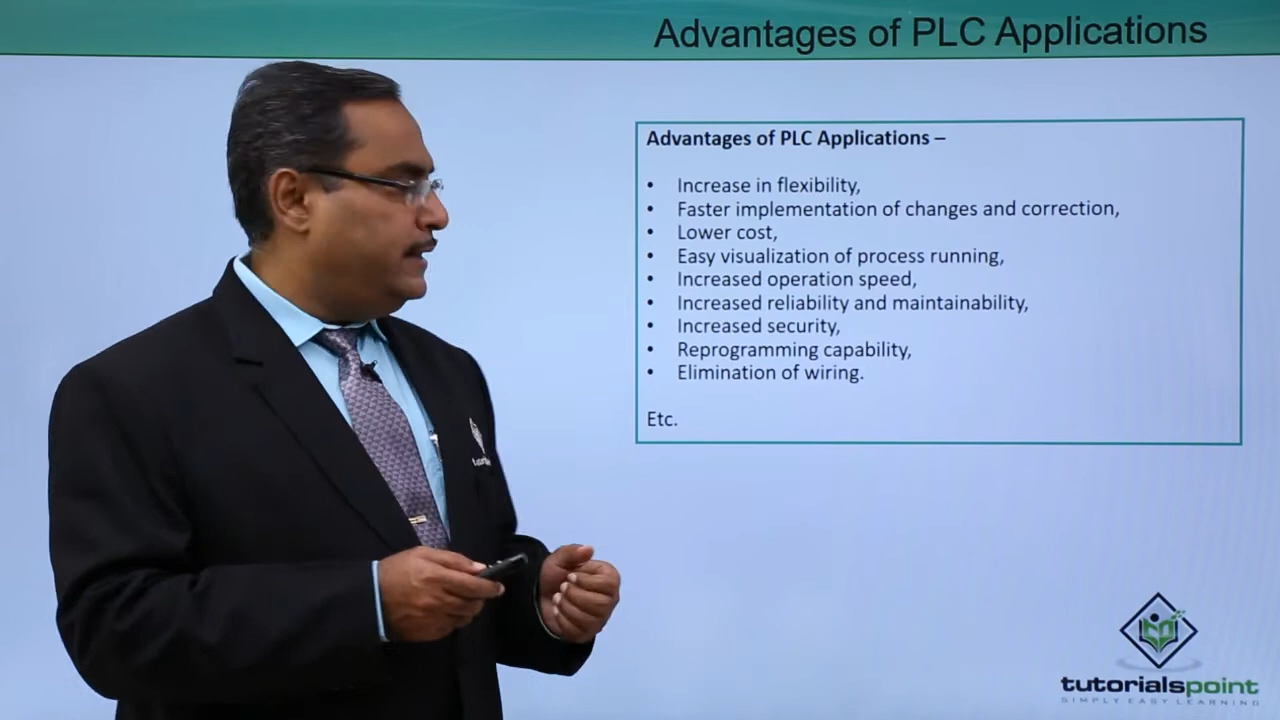 Advantages of PLC Applications
Advantages of PLC Applications –
• Increase in flexibility,
• Faster implementation of changes and correction,
• Lower cost,
• Easy visualization of process running,
• Increased operation speed,
• Increased reliability and maintainability,
• Increased security,
• Reprogramming capability,
• Elimination of wiring.
Etc.
tutorialspoint
SIMPLY EASY LEARNING